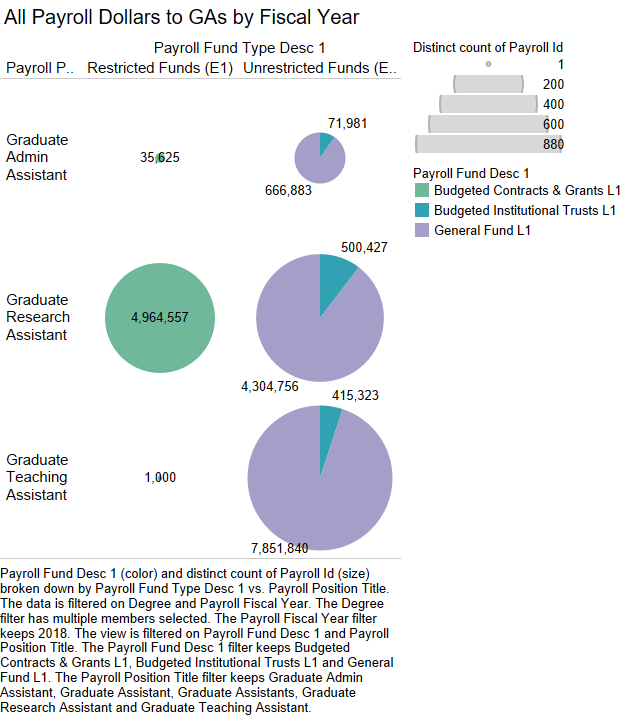 All Payroll Dollars to GAs by Fiscal Year
Payroll Fund Type Desc 1
Payroll P.. Restricted Funds (E1) Unrestricted Funds (E..
Graduate
Admin
Assistant
35,625
71,981
666,883
Graduate
Research
Assistant
4,964,557
500,427
4,304,756
Graduate
Teaching
Assistant
1,000
415,323
7,851,840
Distinct count of Payroll Id
1
200
400
600
880
Payroll Fund Desc 1
Budgeted Contracts & Grants L1
Budgeted Institutional Trusts L1
General Fund L1
Payroll Fund Desc 1 (color) and distinct count of Payroll Id (size)
broken down by Payroll Fund Type Desc 1 vs. Payroll Position Title.
The data is filtered on Degree and Payroll Fiscal Year. The Degree
filter has multiple members selected. The Payroll Fiscal Year filter
keeps 2018. The view is filtered on Payroll Fund Desc 1 and Payroll
Position Title. The Payroll Fund Desc 1 filter keeps Budgeted
Contracts & Grants L1, Budgeted Institutional Trusts L1 and General
Fund L1. The Payroll Position Title filter keeps Graduate Admin
Assistant, Graduate Assistant, Graduate Assistants, Graduate
Research Assistant and Graduate Teaching Assistant.